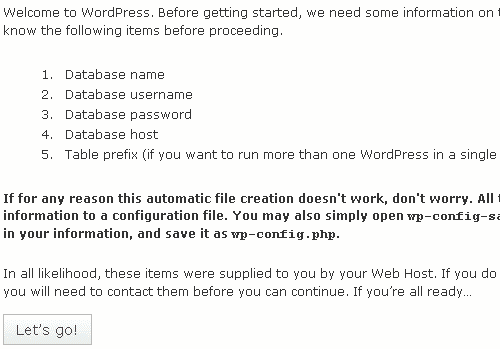 Welcome to WordPress. Before getting started, we need some information on
know the following items before proceeding.
1. Database name
2. Database username
3. Database password
4. Database host
5. Table prefix (if you want to run more than one WordPress in a single
If for any reason this automatic file creation doesn't work, don't worry. All
information to a configuration file. You may also simply open wp-config-sa
in your information, and save it as wp-config.php.
In all likelihood, these items were supplied to you by your Web Host. If you do
you will need to contact them before you can continue. If you're all ready…
Let's go!